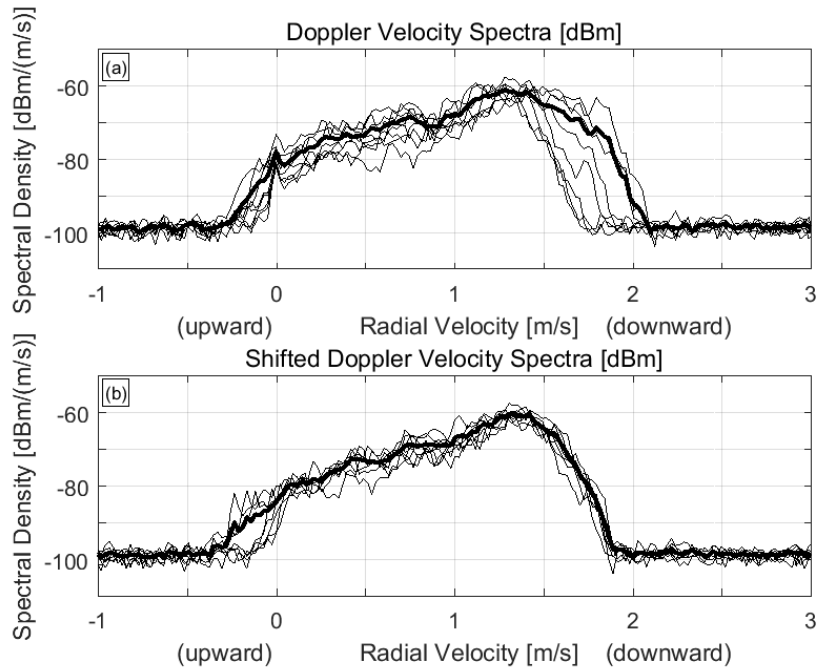 Doppler Velocity Spectra [dBm]
(a)
Spectral Density [dBm/(m/s)]
-60
-80
-100
-1 0 1 2 3
(upward) Radial Velocity [m/s] (downward)
Shifted Doppler Velocity Spectra [dBm]
(b)
Spectral Density [dBm/(m/s)]
-60
-80
-100
-1 0 1 2 3
(upward) Radial Velocity [m/s] (downward)